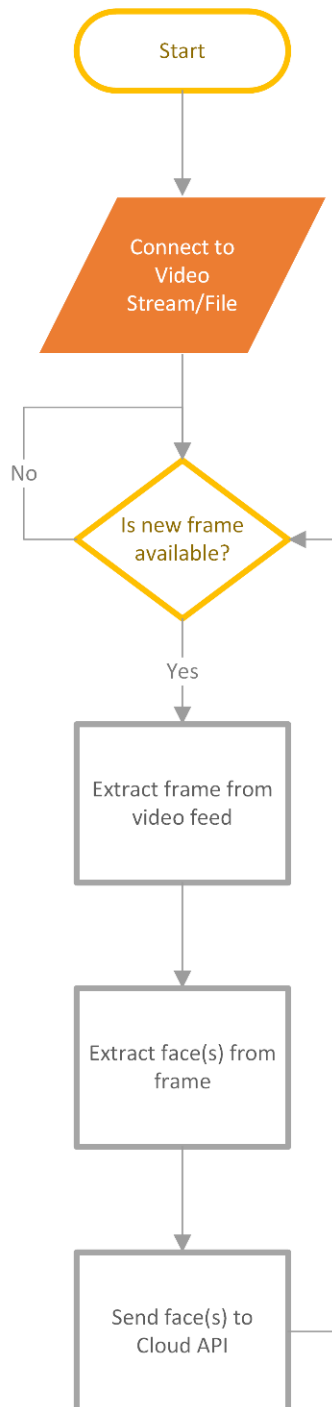 Start
Connect to
Video
Stream/File
No
Is new frame
available?
Yes
Extract frame from
video feed
Extract face(s) from
frame
Send face(s) to
Cloud API